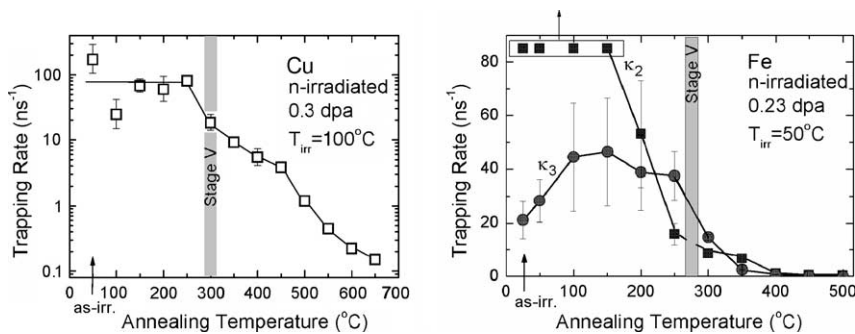 100
10
1
0.1
Trapping Rate (ns⁻¹)
Cu
n-irradiated
0.3 dpa
Tirr=100°C
Stage V
0 100 200 300 400 500 600 700
as-irr.
Annealing Temperature (°C)
80
60
40
20
0
Trapping Rate (ns⁻¹)
κ₂
κ₃
Stage V
Fe
n-irradiated
0.23 dpa
Tirr=50°C
0 100 200 300 400 500
as-irr.
Annealing Temperature (°C)